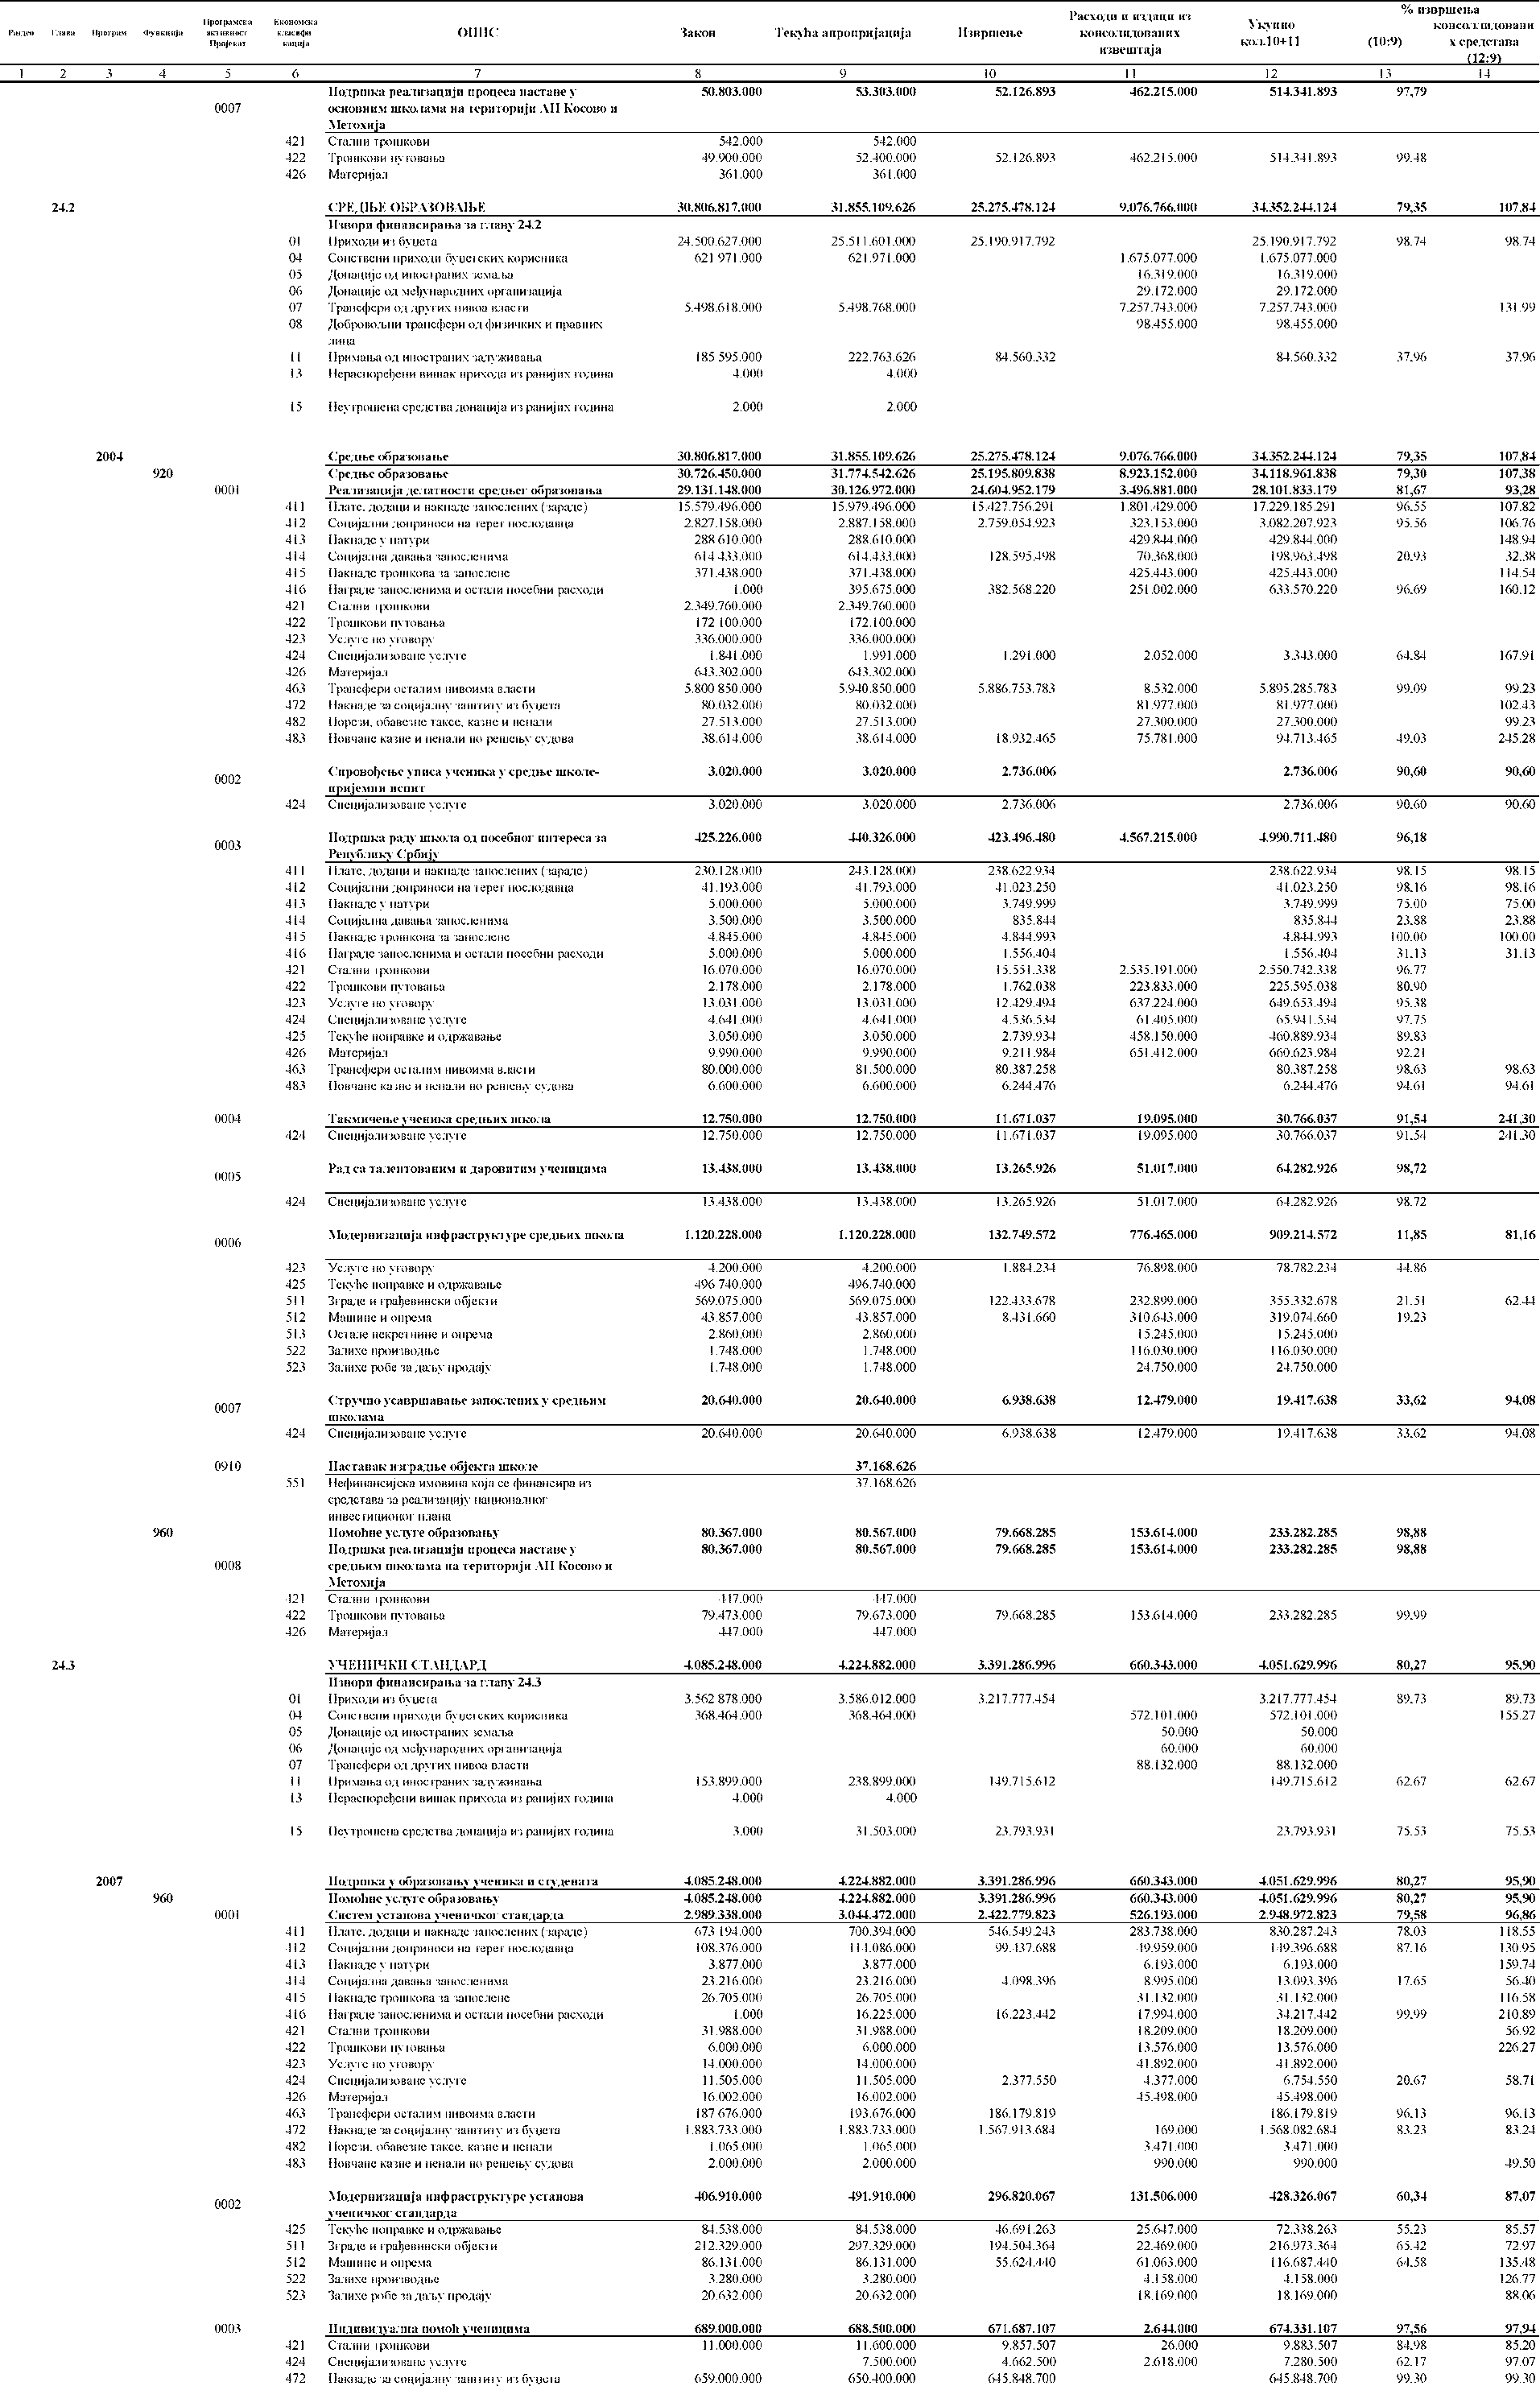 Раздео Глава Програм Функција Програмска активност Пројекат Економска класификација ОПИС Закон Текућа апропријација Извршење Расходи и издаци из консолидованих извештаја Укупно кол.10+11 % извршења (10:9) консолидованих средстава (12:9)
1 2 3 4 5 6 7 8 9 10 11 12 13 14
0007 Подршка реализацији процеса наставе у основним школама на територији АП Косово и Метохија 50.803.000 53.303.000 52.126.893 462.215.000 514.341.893 97,79
421 Стални трошкови 542.000 542.000
422 Трошкови путовања 49.900.000 52.400.000 52.126.893 462.215.000 514.341.893 99.48
426 Материјал 361.000 361.000
24.2 СРЕДЊЕ ОБРАЗОВАЊЕ 30.806.817.000 31.855.109.626 25.275.478.124 9.076.766.000 34.352.244.124 79,35 107,84
Извори финансирања за главу 24.2
01 Приходи из буџета 24.500.627.000 25.511.601.000 25.190.917.792 25.190.917.792 98.74 98.74
04 Сопствени приходи буџетских корисника 621 971.000 621.971.000 1.675.077.000 1.675.077.000
05 Донације од иностраних земаља 16.319.000 16.319.000
06 Донације од међународних организација 29.172.000 29.172.000
07 Трансфери од других нивоа власти 5.498.618.000 5.498.768.000 7.257.743.000 7.257.743.000 131.99
08 Добровољни трансфери од физичких и правних лица 98.455.000 98.455.000
11 Примања од иностраних задуживања 185 595.000 222.763.626 84.560.332 84.560.332 37.96 37.96
13 Нераспоређени вишак прихода из ранијих година 4.000 4.000
15 Неутрошена средства донација из ранијих година 2.000 2.000
2004 Средње образовање 30.806.817.000 31.855.109.626 25.275.478.124 9.076.766.000 34.352.244.124 79,35 107,84
920 Средње образовање 30.726.450.000 31.774.542.626 25.195.809.838 8.923.152.000 34.118.961.838 79,30 107,38
0001 Реализација делатности средњег образовања 29.131.148.000 30.126.972.000 24.604.952.179 3.496.881.000 28.101.833.179 81,67 93,28
411 Плате, додаци и накнаде запослених (зараде) 15.579.496.000 15.979.496.000 15.427.756.291 1.801.429.000 17.229.185.291 96.55 107.82
412 Социјални доприноси на терет послодавца 2.827.158.000 2.887.158.000 2.759.054.923 323.153.000 3.082.207.923 95.56 106.76
413 Накнаде у натури 288 610.000 288.610.000 429.844.000 429.844.000 148.94
414 Социјална давања запосленима 614 433.000 614.433.000 128.595.498 70.368.000 198.963.498 20.93 32.38
415 Накнаде трошкова за запослене 371.438.000 371.438.000 425.443.000 425.443.000 114.54
416 Награде запосленима и остали посебни расходи 1.000 395.675.000 382.568.220 251.002.000 633.570.220 96.69 160.12
421 Стални трошкови 2.349.760.000 2.349.760.000
422 Трошкови путовања 172 100.000 172.100.000
423 Услуге по уговору 336.000.000 336.000.000
424 Специјализоване услуге 1.841.000 1.991.000 1.291.000 2.052.000 3.343.000 64.84 167.91
426 Материјал 643.302.000 643.302.000
463 Трансфери осталим нивоима власти 5.800 850.000 5.940.850.000 5.886.753.783 8.532.000 5.895.285.783 99.09 99.23
472 Накнаде за социјалну заштиту из буџета 80.032.000 80.032.000 81.977.000 81.977.000 102.43
482 Порези, обавезне таксе, казне и пенали 27.513.000 27.513.000 27.300.000 27.300.000 99.23
483 Новчане казне и пенали по решењу судова 38.614.000 38.614.000 18.932.465 75.781.000 94.713.465 49.03 245.28
0002 Спровођење уписа ученика у средње школе-пријемни испит 3.020.000 3.020.000 2.736.006 2.736.006 90,60 90,60
424 Специјализоване услуге 3.020.000 3.020.000 2.736.006 2.736.006 90.60 90.60
0003 Подршка раду школа од посебног интереса за Републику Србију 425.226.000 440.326.000 423.496.480 4.567.215.000 4.990.711.480 96,18
411 Плате, додаци и накнаде запослених (зараде) 230.128.000 243.128.000 238.622.934 238.622.934 98.15 98.15
412 Социјални доприноси на терет послодавца 41.193.000 41.793.000 41.023.250 41.023.250 98.16 98.16
413 Накнаде у натури 5.000.000 5.000.000 3.749.999 3.749.999 75.00 75.00
414 Социјална давања запосленима 3.500.000 3.500.000 835.844 835.844 23.88 23.88
415 Накнаде трошкова за запослене 4.845.000 4.845.000 4.844.993 4.844.993 100.00 100.00
416 Награде запосленима и остали посебни расходи 5.000.000 5.000.000 1.556.404 1.556.404 31.13 31.13
421 Стални трошкови 16.070.000 16.070.000 15.551.338 2.535.191.000 2.550.742.338 96.77
422 Трошкови путовања 2.178.000 2.178.000 1.762.038 223.833.000 225.595.038 80.90
423 Услуге по уговору 13.031.000 13.031.000 12.429.494 637.224.000 649.653.494 95.38
424 Специјализоване услуге 4.641.000 4.641.000 4.536.534 61.405.000 65.941.534 97.75
425 Текуће поправке и одржавање 3.050.000 3.050.000 2.739.934 458.150.000 460.889.934 89.83
426 Материјал 9.990.000 9.990.000 9.211.984 651.412.000 660.623.984 92.21
463 Трансфери осталим нивоима власти 80.000.000 81.500.000 80.387.258 80.387.258 98.63 98.63
483 Новчане казне и пенали по решењу судова 6.600.000 6.600.000 6.244.476 6.244.476 94.61 94.61
0004 Такмичење ученика средњих школа 12.750.000 12.750.000 11.671.037 19.095.000 30.766.037 91,54 241,30
424 Специјализоване услуге 12.750.000 12.750.000 11.671.037 19.095.000 30.766.037 91.54 241.30
0005 Рад са талентованим и даровитим ученицима 13.438.000 13.438.000 13.265.926 51.017.000 64.282.926 98,72
424 Специјализоване услуге 13.438.000 13.438.000 13.265.926 51.017.000 64.282.926 98.72
0006 Модернизација инфраструктуре средњих школа 1.120.228.000 1.120.228.000 132.749.572 776.465.000 909.214.572 11,85 81,16
423 Услуге по уговору 4.200.000 4.200.000 1.884.234 76.898.000 78.782.234 44.86
425 Текуће поправке и одржавање 496 740.000 496.740.000
511 Зграде и грађевински објекти 569.075.000 569.075.000 122.433.678 232.899.000 355.332.678 21.51 62.44
512 Машине и опрема 43.857.000 43.857.000 8.431.660 310.643.000 319.074.660 19.23
513 Остале некретнине и опрема 2.860.000 2.860.000 15.245.000 15.245.000
522 Залихе производње 1.748.000 1.748.000 116.030.000 116.030.000
523 Залихе робе за даљу продају 1.748.000 1.748.000 24.750.000 24.750.000
0007 Стручно усавршавање запослених у средњим школама 20.640.000 20.640.000 6.938.638 12.479.000 19.417.638 33,62 94,08
424 Специјализоване услуге 20.640.000 20.640.000 6.938.638 12.479.000 19.417.638 33.62 94.08
0910 Наставак изградње објекта школе 37.168.626
551 Нефинансијска имовина која се финансира из средстава за реализацију националног инвестиционог плана 37.168.626
960 Помоћне услуге образовању 80.367.000 80.567.000 79.668.285 153.614.000 233.282.285 98,88
0008 Подршка реализацији процеса наставе у средњим школама на територији АП Косово и Метохија 80.367.000 80.567.000 79.668.285 153.614.000 233.282.285 98,88
421 Стални трошкови 447.000 447.000
422 Трошкови путовања 79.473.000 79.673.000 79.668.285 153.614.000 233.282.285 99.99
426 Материјал 447.000 447.000
24.3 УЧЕНИЧКИ СТАНДАРД 4.085.248.000 4.224.882.000 3.391.286.996 660.343.000 4.051.629.996 80,27 95,90
Извори финансирања за главу 24.3
01 Приходи из буџета 3.562 878.000 3.586.012.000 3.217.777.454 3.217.777.454 89.73 89.73
04 Сопствени приходи буџетских корисника 368.464.000 368.464.000 572.101.000 572.101.000 155.27
05 Донације од иностраних земаља 50.000 50.000
06 Донације од међународних организација 60.000 60.000
07 Трансфери од других нивоа власти 88.132.000 88.132.000
11 Примања од иностраних задуживања 153.899.000 238.899.000 149.715.612 149.715.612 62.67 62.67
13 Нераспоређени вишак прихода из ранијих година 4.000 4.000
15 Неутрошена средства донација из ранијих година 3.000 31.503.000 23.793.931 23.793.931 75.53 75.53
2007 Подршка у образовању ученика и студената 4.085.248.000 4.224.882.000 3.391.286.996 660.343.000 4.051.629.996 80,27 95,90
960 Помоћне услуге образовању 4.085.248.000 4.224.882.000 3.391.286.996 660.343.000 4.051.629.996 80,27 95,90
0001 Систем установа ученичког стандарда 2.989.338.000 3.044.472.000 2.422.779.823 526.193.000 2.948.972.823 79,58 96,86
411 Плате, додаци и накнаде запослених (зараде) 673 194.000 700.394.000 546.549.243 283.738.000 830.287.243 78.03 118.55
412 Социјални доприноси на терет послодавца 108.376.000 114.086.000 99.437.688 49.959.000 149.396.688 87.16 130.95
413 Накнаде у натури 3.877.000 3.877.000 6.193.000 6.193.000 159.74
414 Социјална давања запосленима 23.216.000 23.216.000 4.098.396 8.995.000 13.093.396 17.65 56.40
415 Накнаде трошкова за запослене 26.705.000 26.705.000 31.132.000 31.132.000 116.58
416 Награде запосленима и остали посебни расходи 1.000 16.225.000 16.223.442 17.994.000 34.217.442 99.99 210.89
421 Стални трошкови 31.988.000 31.988.000 18.209.000 18.209.000 56.92
422 Трошкови путовања 6.000.000 6.000.000 13.576.000 13.576.000 226.27
423 Услуге по уговору 14.000.000 14.000.000 41.892.000 41.892.000
424 Специјализоване услуге 11.505.000 11.505.000 2.377.550 4.377.000 6.754.550 20.67 58.71
426 Материјал 16.002.000 16.002.000 45.498.000 45.498.000
463 Трансфери осталим нивоима власти 187 676.000 193.676.000 186.179.819 186.179.819 96.13 96.13
472 Накнаде за социјалну заштиту из буџета 1.883.733.000 1.883.733.000 1.567.913.684 169.000 1.568.082.684 83.23 83.24
482 Порези, обавезне таксе, казне и пенали 1.065.000 1.065.000 3.471.000 3.471.000
483 Новчане казне и пенали по решењу судова 2.000.000 2.000.000 990.000 990.000 49.50
0002 Модернизација инфраструктуре установа ученичког стандарда 406.910.000 491.910.000 296.820.067 131.506.000 428.326.067 60,34 87,07
425 Текуће поправке и одржавање 84.538.000 84.538.000 46.691.263 25.647.000 72.338.263 55.23 85.57
511 Зграде и грађевински објекти 212.329.000 297.329.000 194.504.364 22.469.000 216.973.364 65.42 72.97
512 Машине и опрема 86.131.000 86.131.000 55.624.440 61.063.000 116.687.440 64.58 135.48
522 Залихе производње 3.280.000 3.280.000 4.158.000 4.158.000 126.77
523 Залихе робе за даљу продају 20.632.000 20.632.000 18.169.000 18.169.000 88.06
0003 Индивидуална помоћ ученицима 689.000.000 688.500.000 671.687.107 2.644.000 674.331.107 97,56 97,94
421 Стални трошкови 11.000.000 11.600.000 9.857.507 26.000 9.883.507 84.98 85.20
424 Специјализоване услуге 7.500.000 4.662.500 2.618.000 7.280.500 62.17 97.07
472 Накнаде за социјалну заштиту из буџета 659.000.000 650.400.000 645.848.700 645.848.700 99.30 99.30